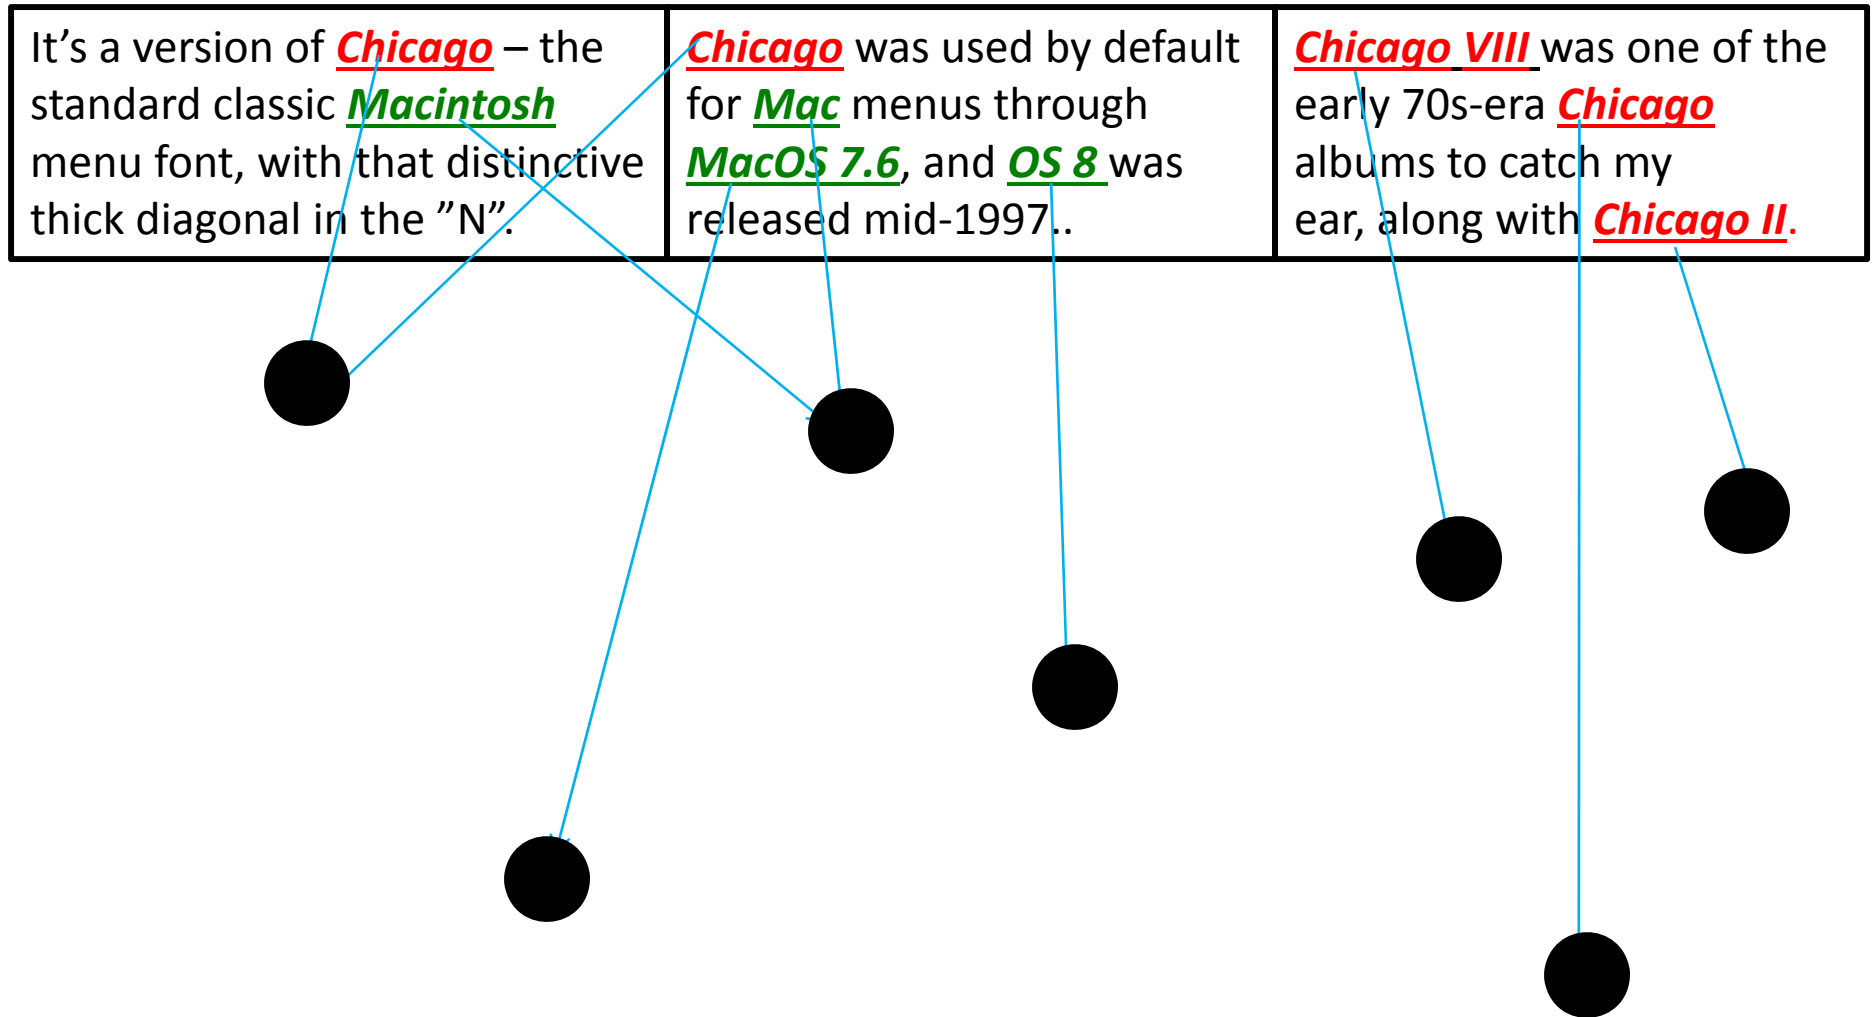 It’s a version of Chicago – the
standard classic Macintosh
menu font, with that distinctive
thick diagonal in the ”N”.
Chicago was used by default
for Mac menus through
MacOS 7.6, and OS 8 was
released mid-1997..
Chicago VIII was one of the
early 70s-era Chicago
albums to catch my
ear, along with Chicago II.